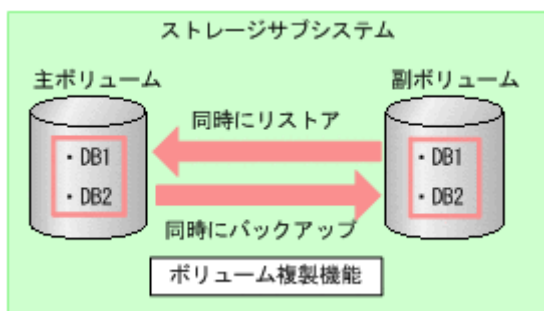 ストレージサブシステム
主ボリューム
副ボリューム
同時にリストア
・DB1
・DB2
・DB1
・DB2
同時にバックアップ
ボリューム複製機能